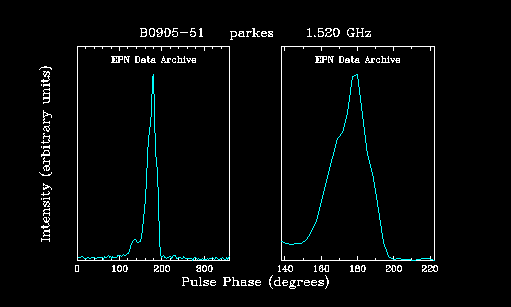 B0905-51 parkes 1.520 GHz
EPN Data Archive
EPN Data Archive
Intensity (arbitrary units)
0 100 200 300
140 160 180 200 220
Pulse Phase (degrees)